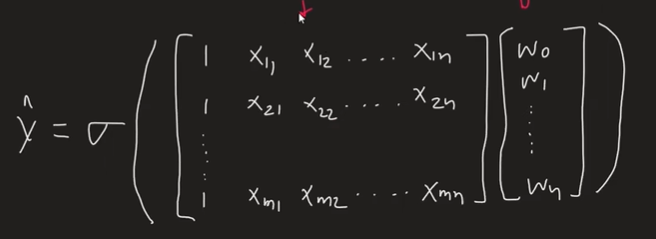 ŷ = σ ( [ 1 x₁₁ x₁₂ ..... x₁ₙ ] [ w₀ ] )
1 x₂₁ x₂₂ ..... x₂ₙ w₁
⋮ ⋮
1 xₘ₁ xₘ₂ ..... xₘₙ wₙ